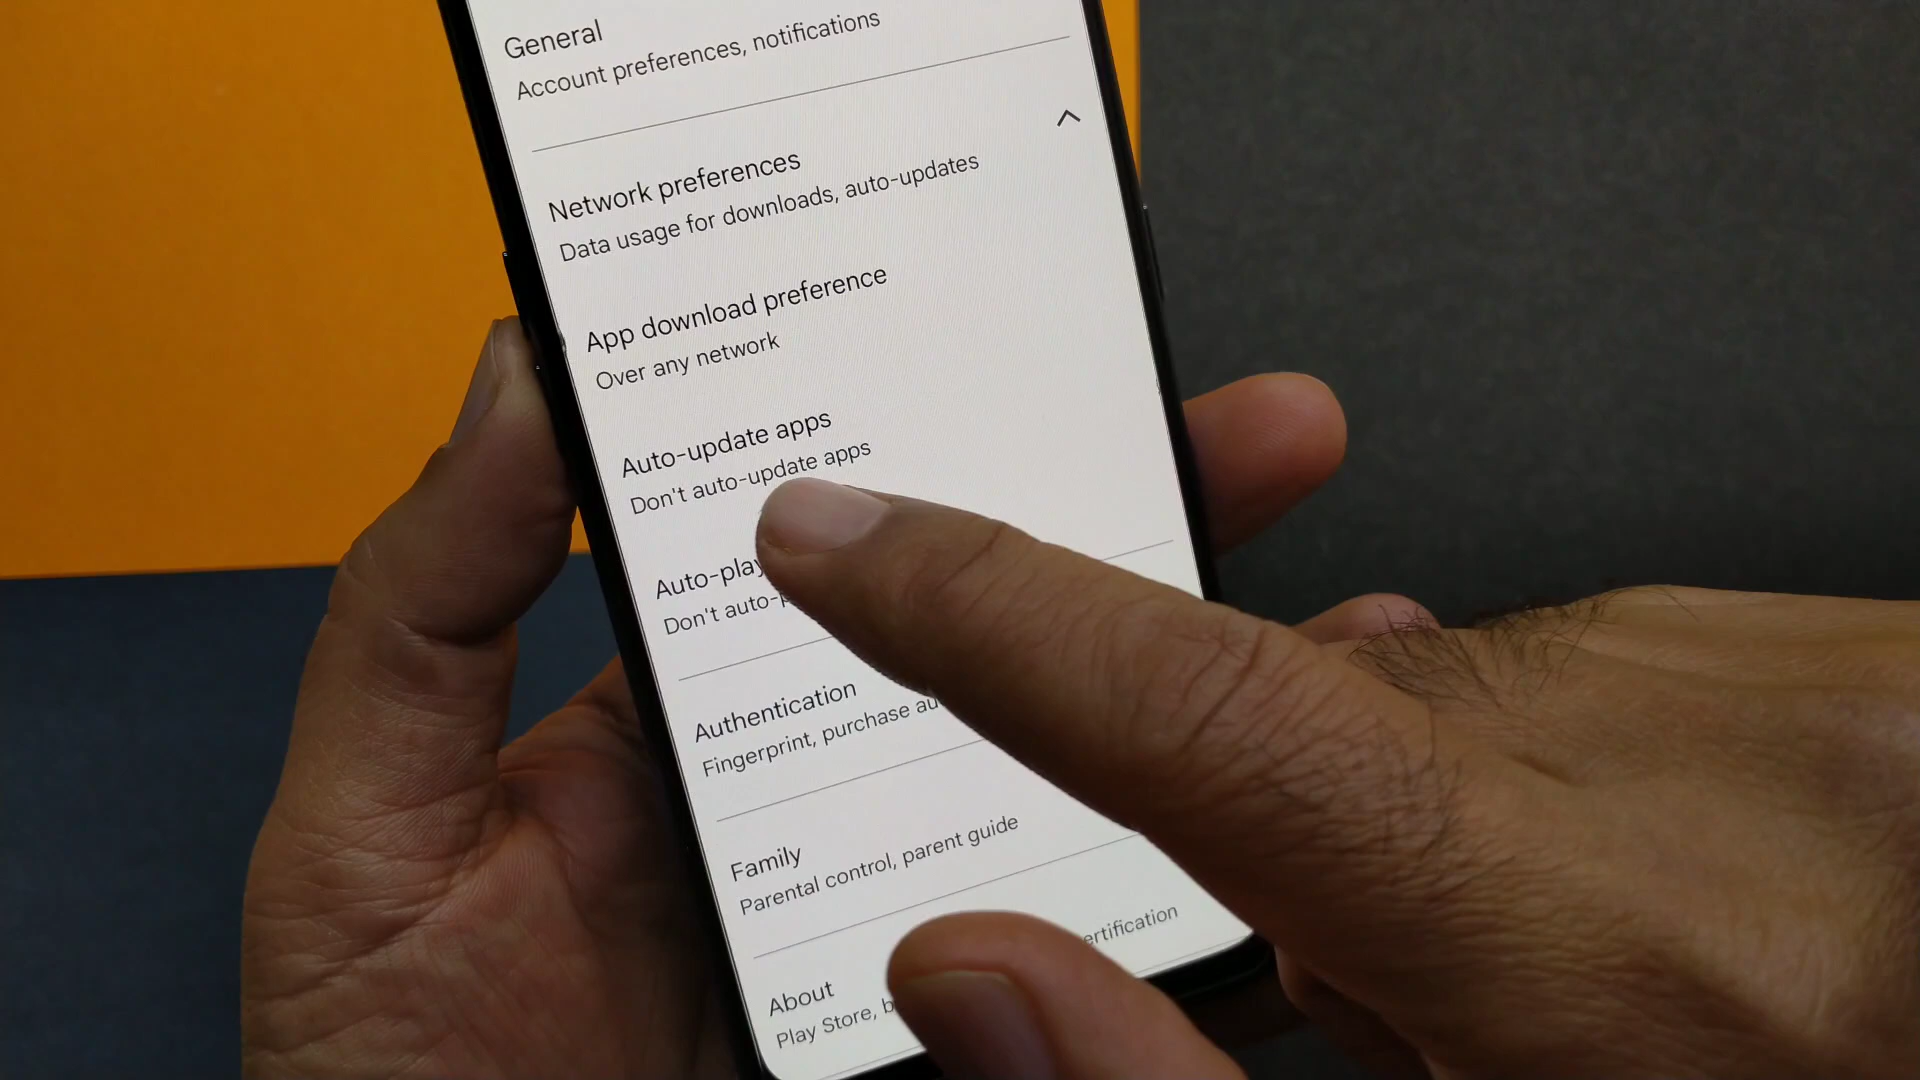 General
Account preferences, notifications
Network preferences
Data usage for downloads, auto-updates
App download preference
Over any network
Auto-update apps
Don't auto-update apps
Auto-play
Don't auto-
Authentication
Fingerprint, purchase
Family
Parental control, parent guide
About
Play Store,